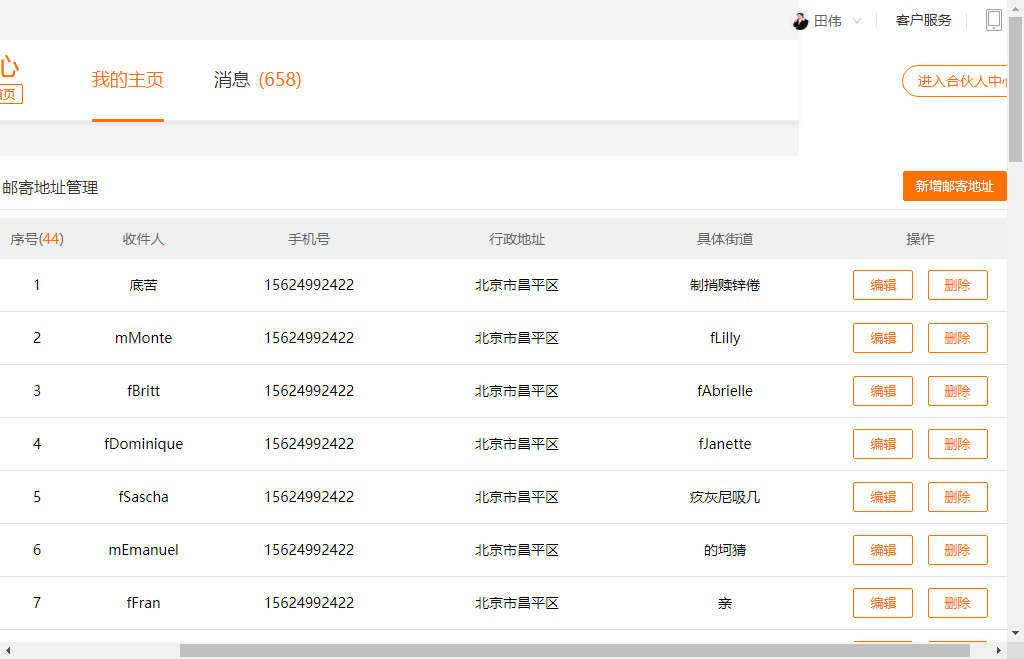 田伟 客户服务
心
首页
我的主页 消息 (658)
进入合伙人中心
邮寄地址管理 新增邮寄地址
序号(44) 收件人 手机号 行政地址 具体街道 操作
1 底苦 15624992422 北京市昌平区 制捎赎锌倦 编辑 删除
2 mMonte 15624992422 北京市昌平区 fLilly 编辑 删除
3 fBritt 15624992422 北京市昌平区 fAbrielle 编辑 删除
4 fDominique 15624992422 北京市昌平区 fJanette 编辑 删除
5 fSascha 15624992422 北京市昌平区 疢灰尼吸几 编辑 删除
6 mEmanuel 15624992422 北京市昌平区 的坷猜 编辑 删除
7 fFran 15624992422 北京市昌平区 亲 编辑 删除